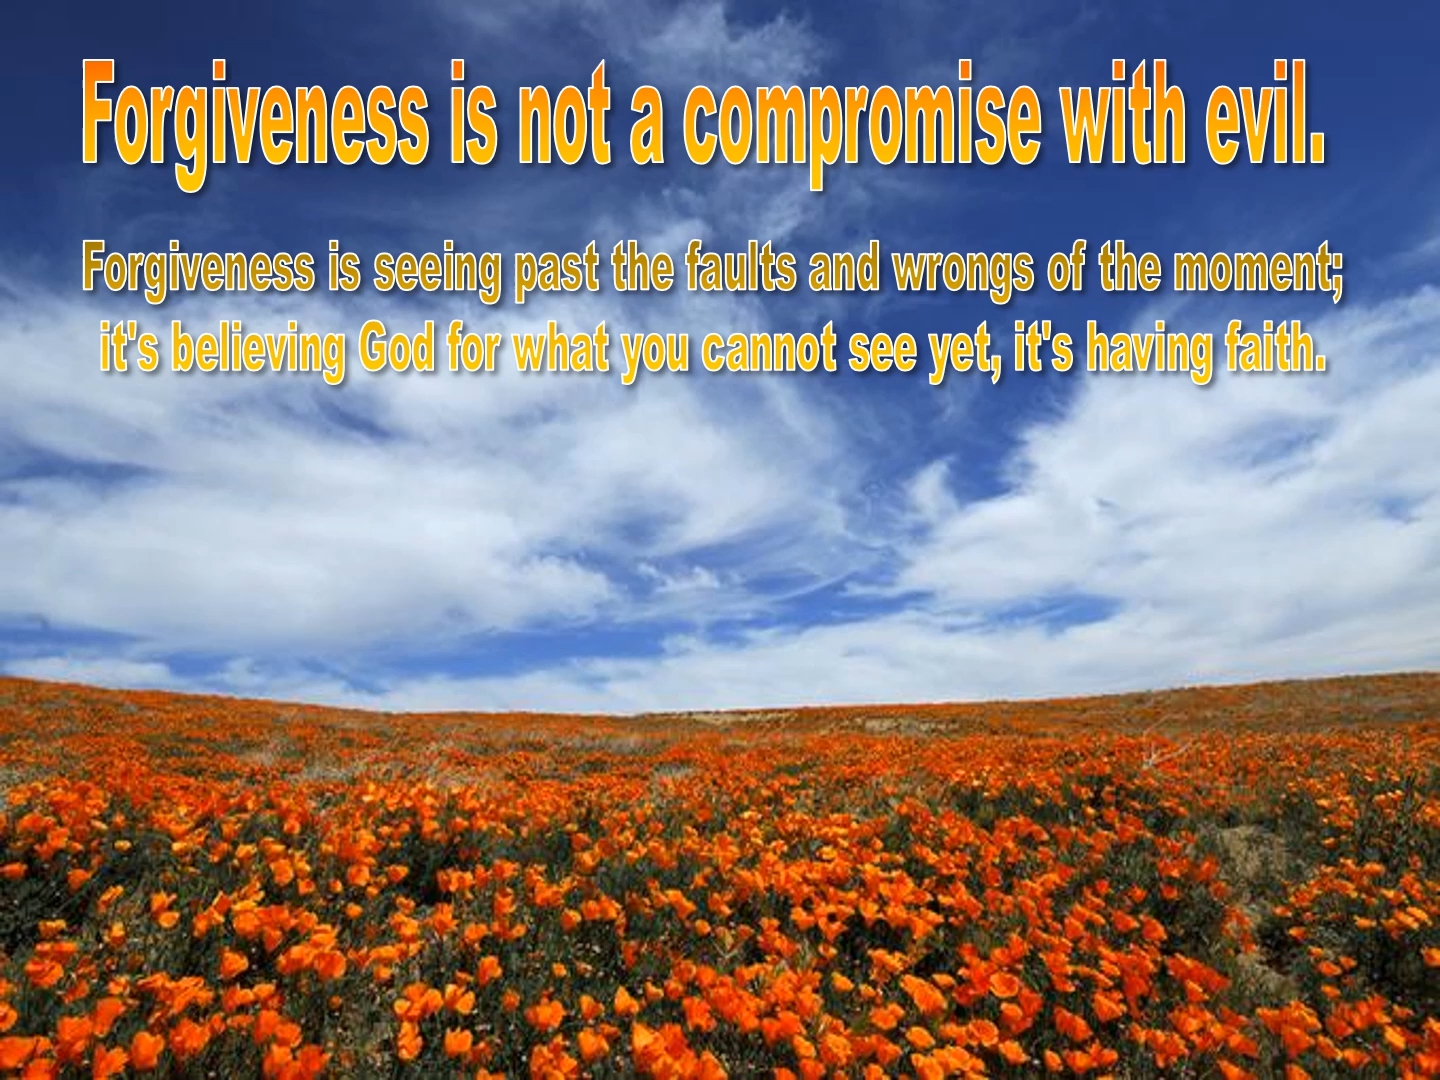 Forgiveness is not a compromise with evil.
Forgiveness is seeing past the faults and wrongs of the moment;
it's believing God for what you cannot see yet, it's having faith.